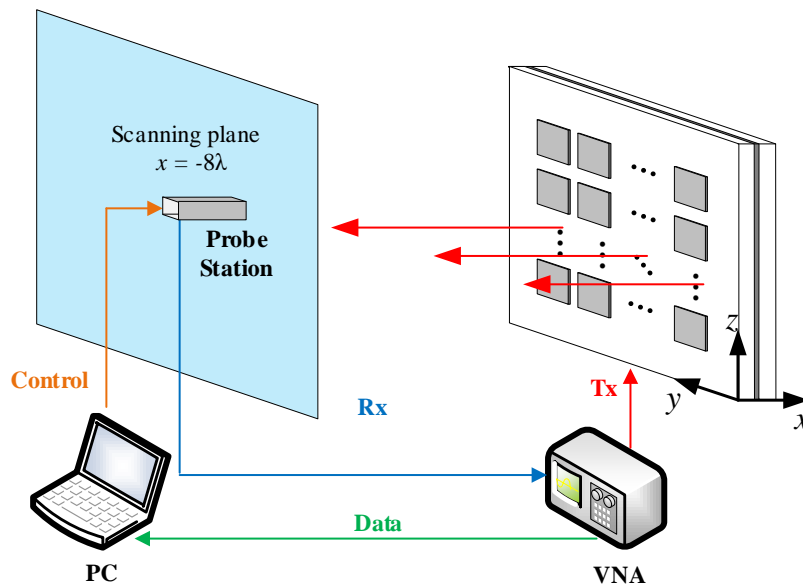 Scanning plane
x = -8λ
Probe
Station
z
Control
Tx
y
x
Rx
Data
PC
VNA